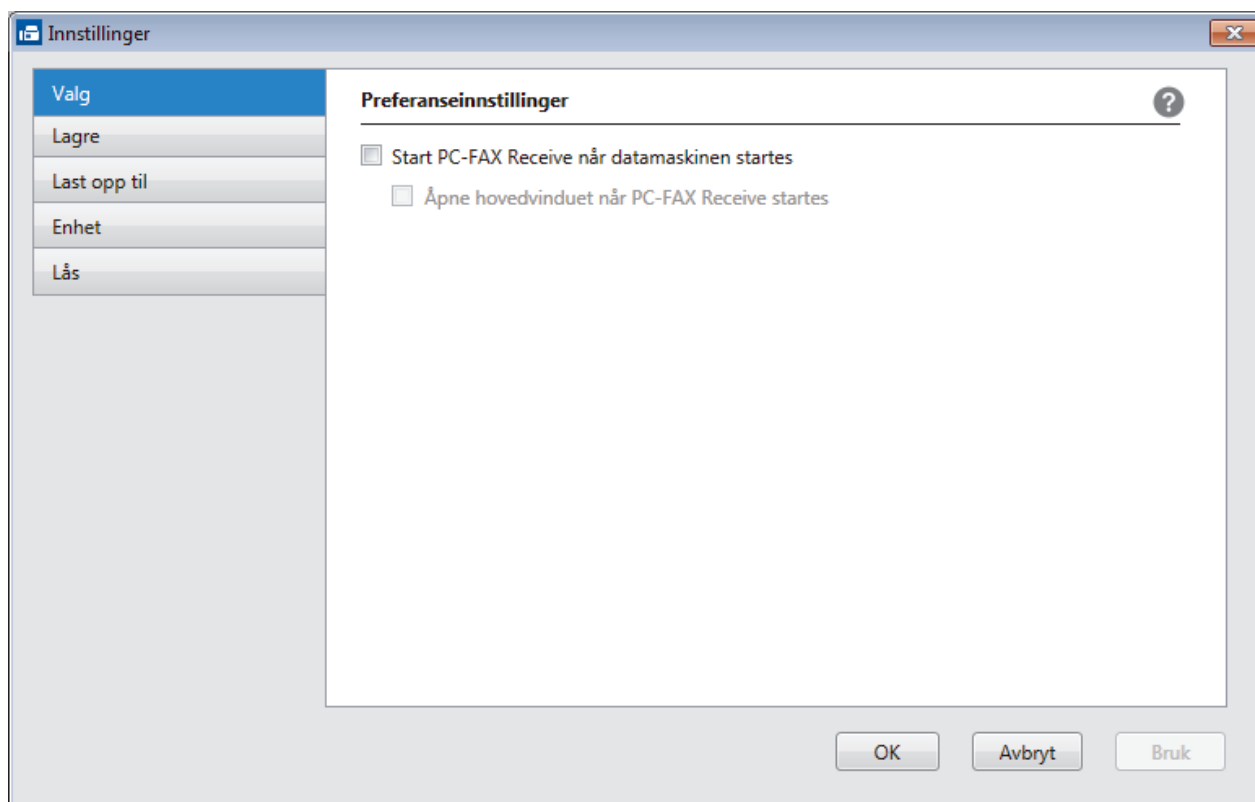 Innstillinger
Valg
Lagre
Last opp til
Enhet
Lås
Preferanseinnstillinger
?
Start PC-FAX Receive når datamaskinen startes
Åpne hovedvinduet når PC-FAX Receive startes
OK
Avbryt
Bruk